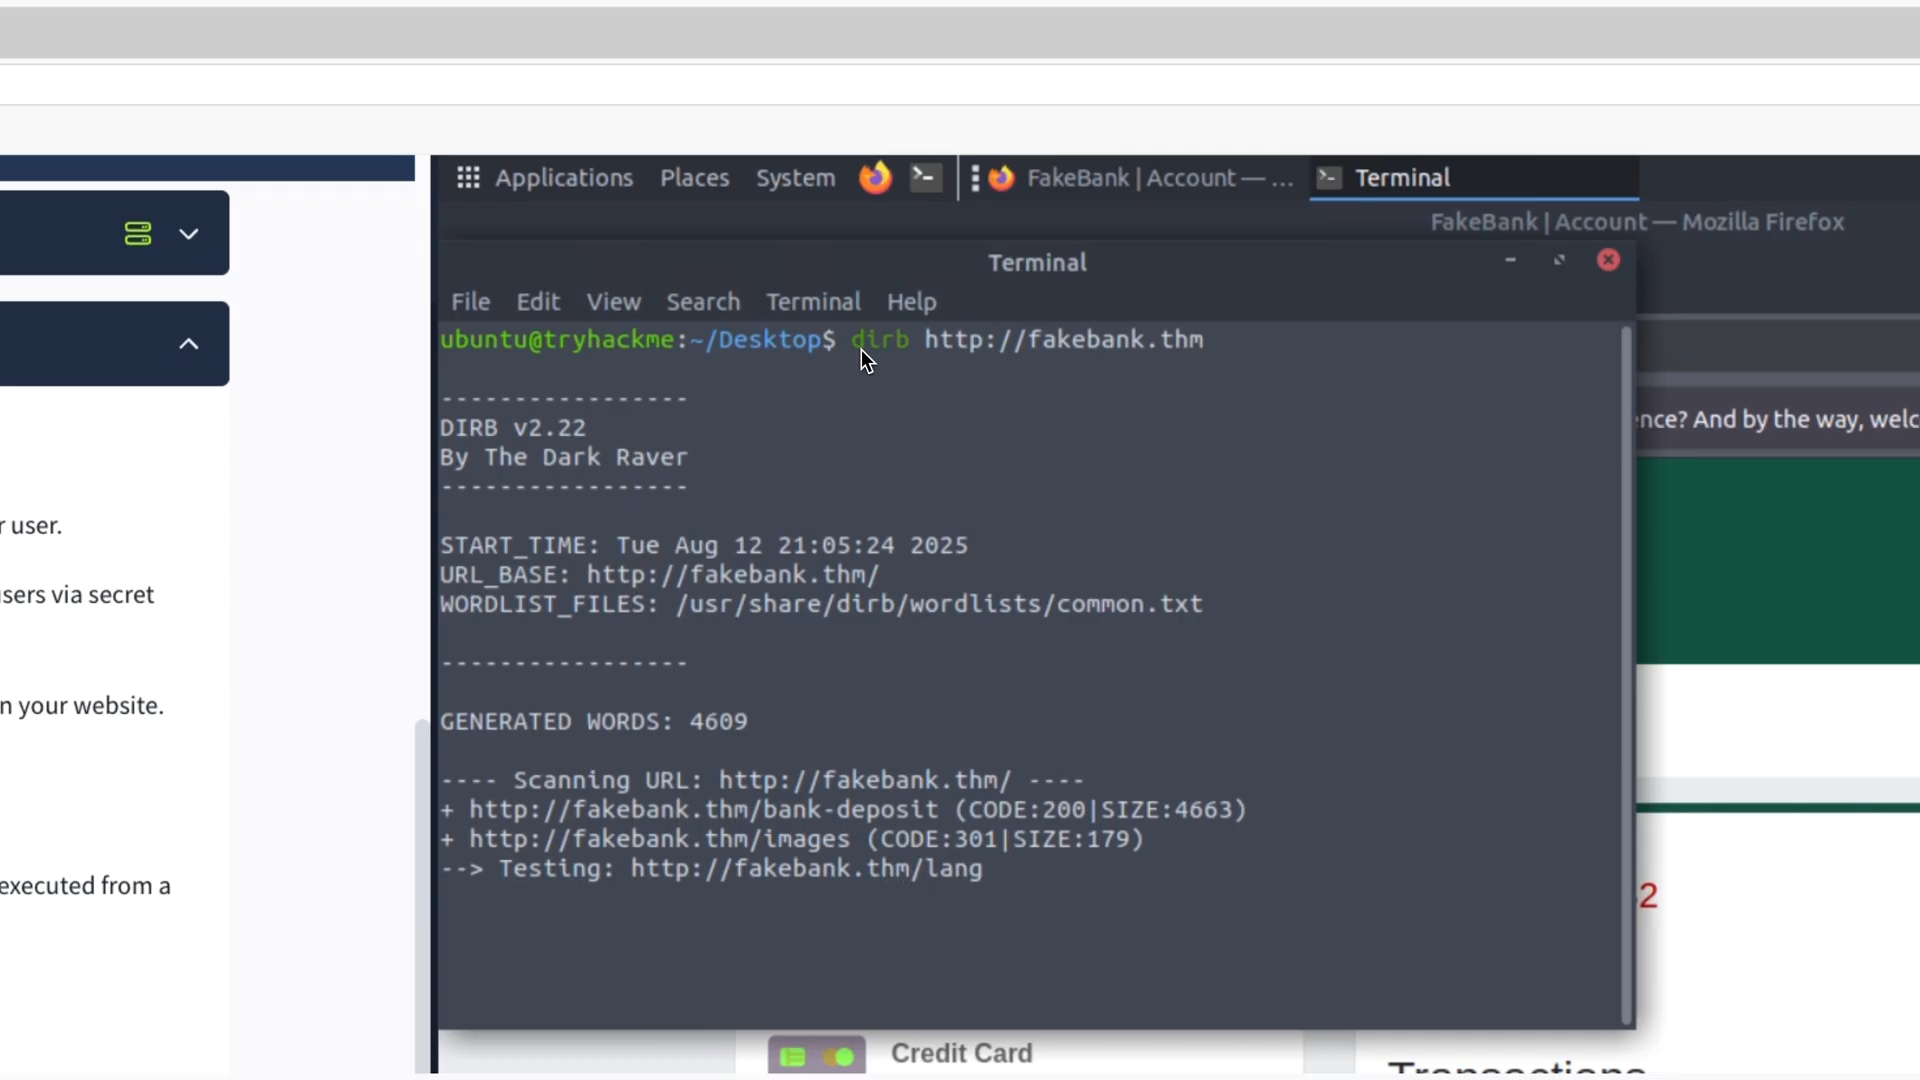 Applications Places System FakeBank | Account — ... Terminal
FakeBank | Account — Mozilla Firefox
Terminal
File Edit View Search Terminal Help
ubuntu@tryhackme:~/Desktop$ dirb http://fakebank.thm
-----------------
DIRB v2.22
By The Dark Raver
-----------------
START_TIME: Tue Aug 12 21:05:24 2025
URL_BASE: http://fakebank.thm/
WORDLIST_FILES: /usr/share/dirb/wordlists/common.txt
-----------------
GENERATED WORDS: 4609
---- Scanning URL: http://fakebank.thm/ ----
+ http://fakebank.thm/bank-deposit (CODE:200|SIZE:4663)
+ http://fakebank.thm/images (CODE:301|SIZE:179)
--> Testing: http://fakebank.thm/lang
r user.
sers via secret
n your website.
executed from a
ence? And by the way, welc
2
Credit Card
Transactions